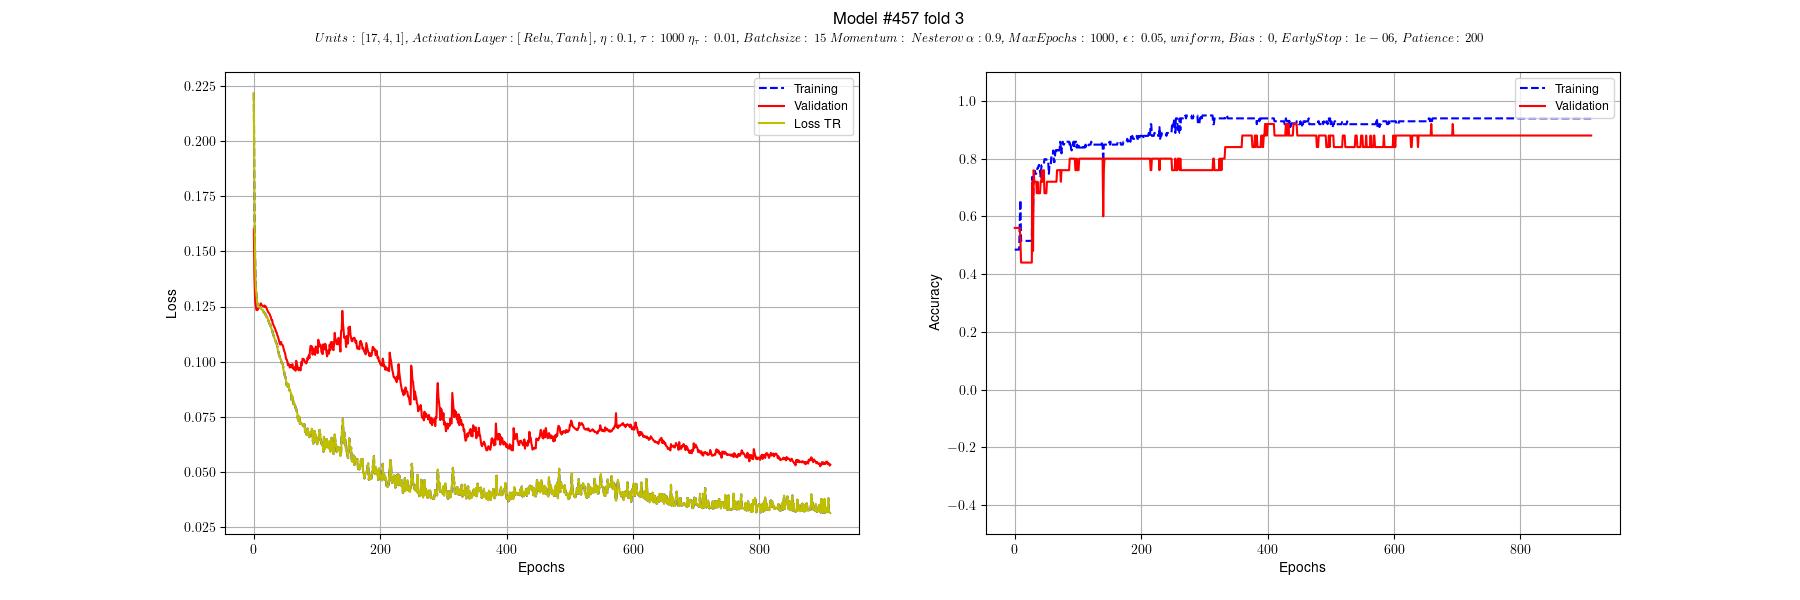 Model #457 fold 3
Units : [17, 4, 1], ActivationLayer : [ Relu, Tanh ], η : 0.1, τ : 1000 ητ : 0.01, Batchsize : 15 Momentum : Nesterov α : 0.9, MaxEpochs : 1000, ϵ : 0.05, uniform, Bias : 0, EarlyStop : 1e − 06, Patience : 200
Loss
0.225
0.200
0.175
0.150
0.125
0.100
0.075
0.050
0.025
0 200 400 600 800
Epochs
Training
Validation
Loss TR
Accuracy
1.0
0.8
0.6
0.4
0.2
0.0
−0.2
−0.4
0 200 400 600 800
Epochs
Training
Validation